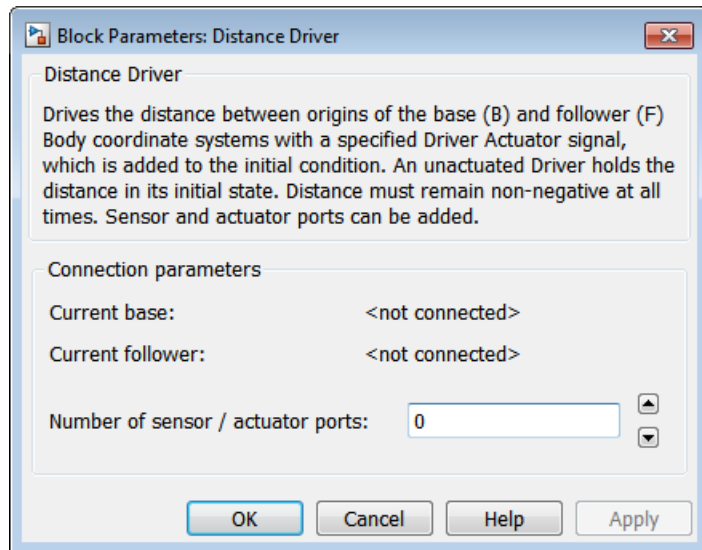 Block Parameters: Distance Driver
Distance Driver
Drives the distance between origins of the base (B) and follower (F)
Body coordinate systems with a specified Driver Actuator signal,
which is added to the initial condition. An unactuated Driver holds the
distance in its initial state. Distance must remain non-negative at all
times. Sensor and actuator ports can be added.
Connection parameters
Current base: <not connected>
Current follower: <not connected>
Number of sensor / actuator ports: 0
OK Cancel Help Apply